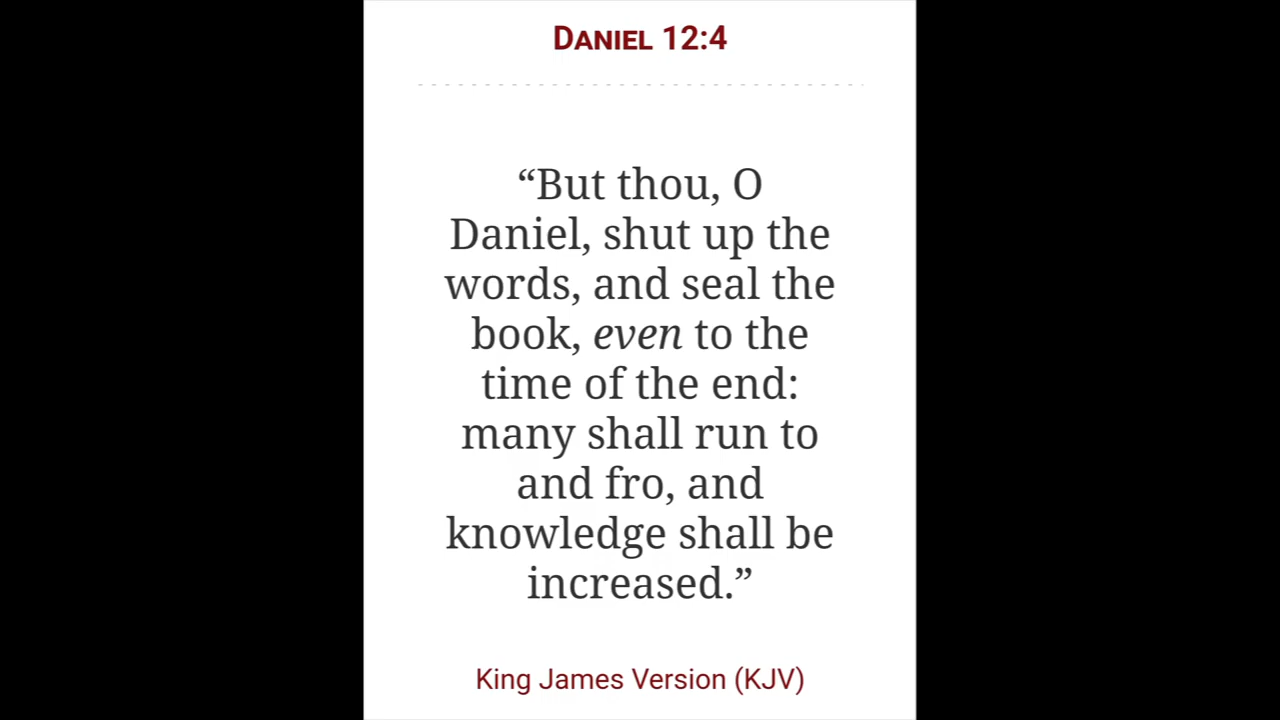 DANIEL 12:4
“But thou, O
Daniel, shut up the
words, and seal the
book, even to the
time of the end:
many shall run to
and fro, and
knowledge shall be
increased.”
King James Version (KJV)